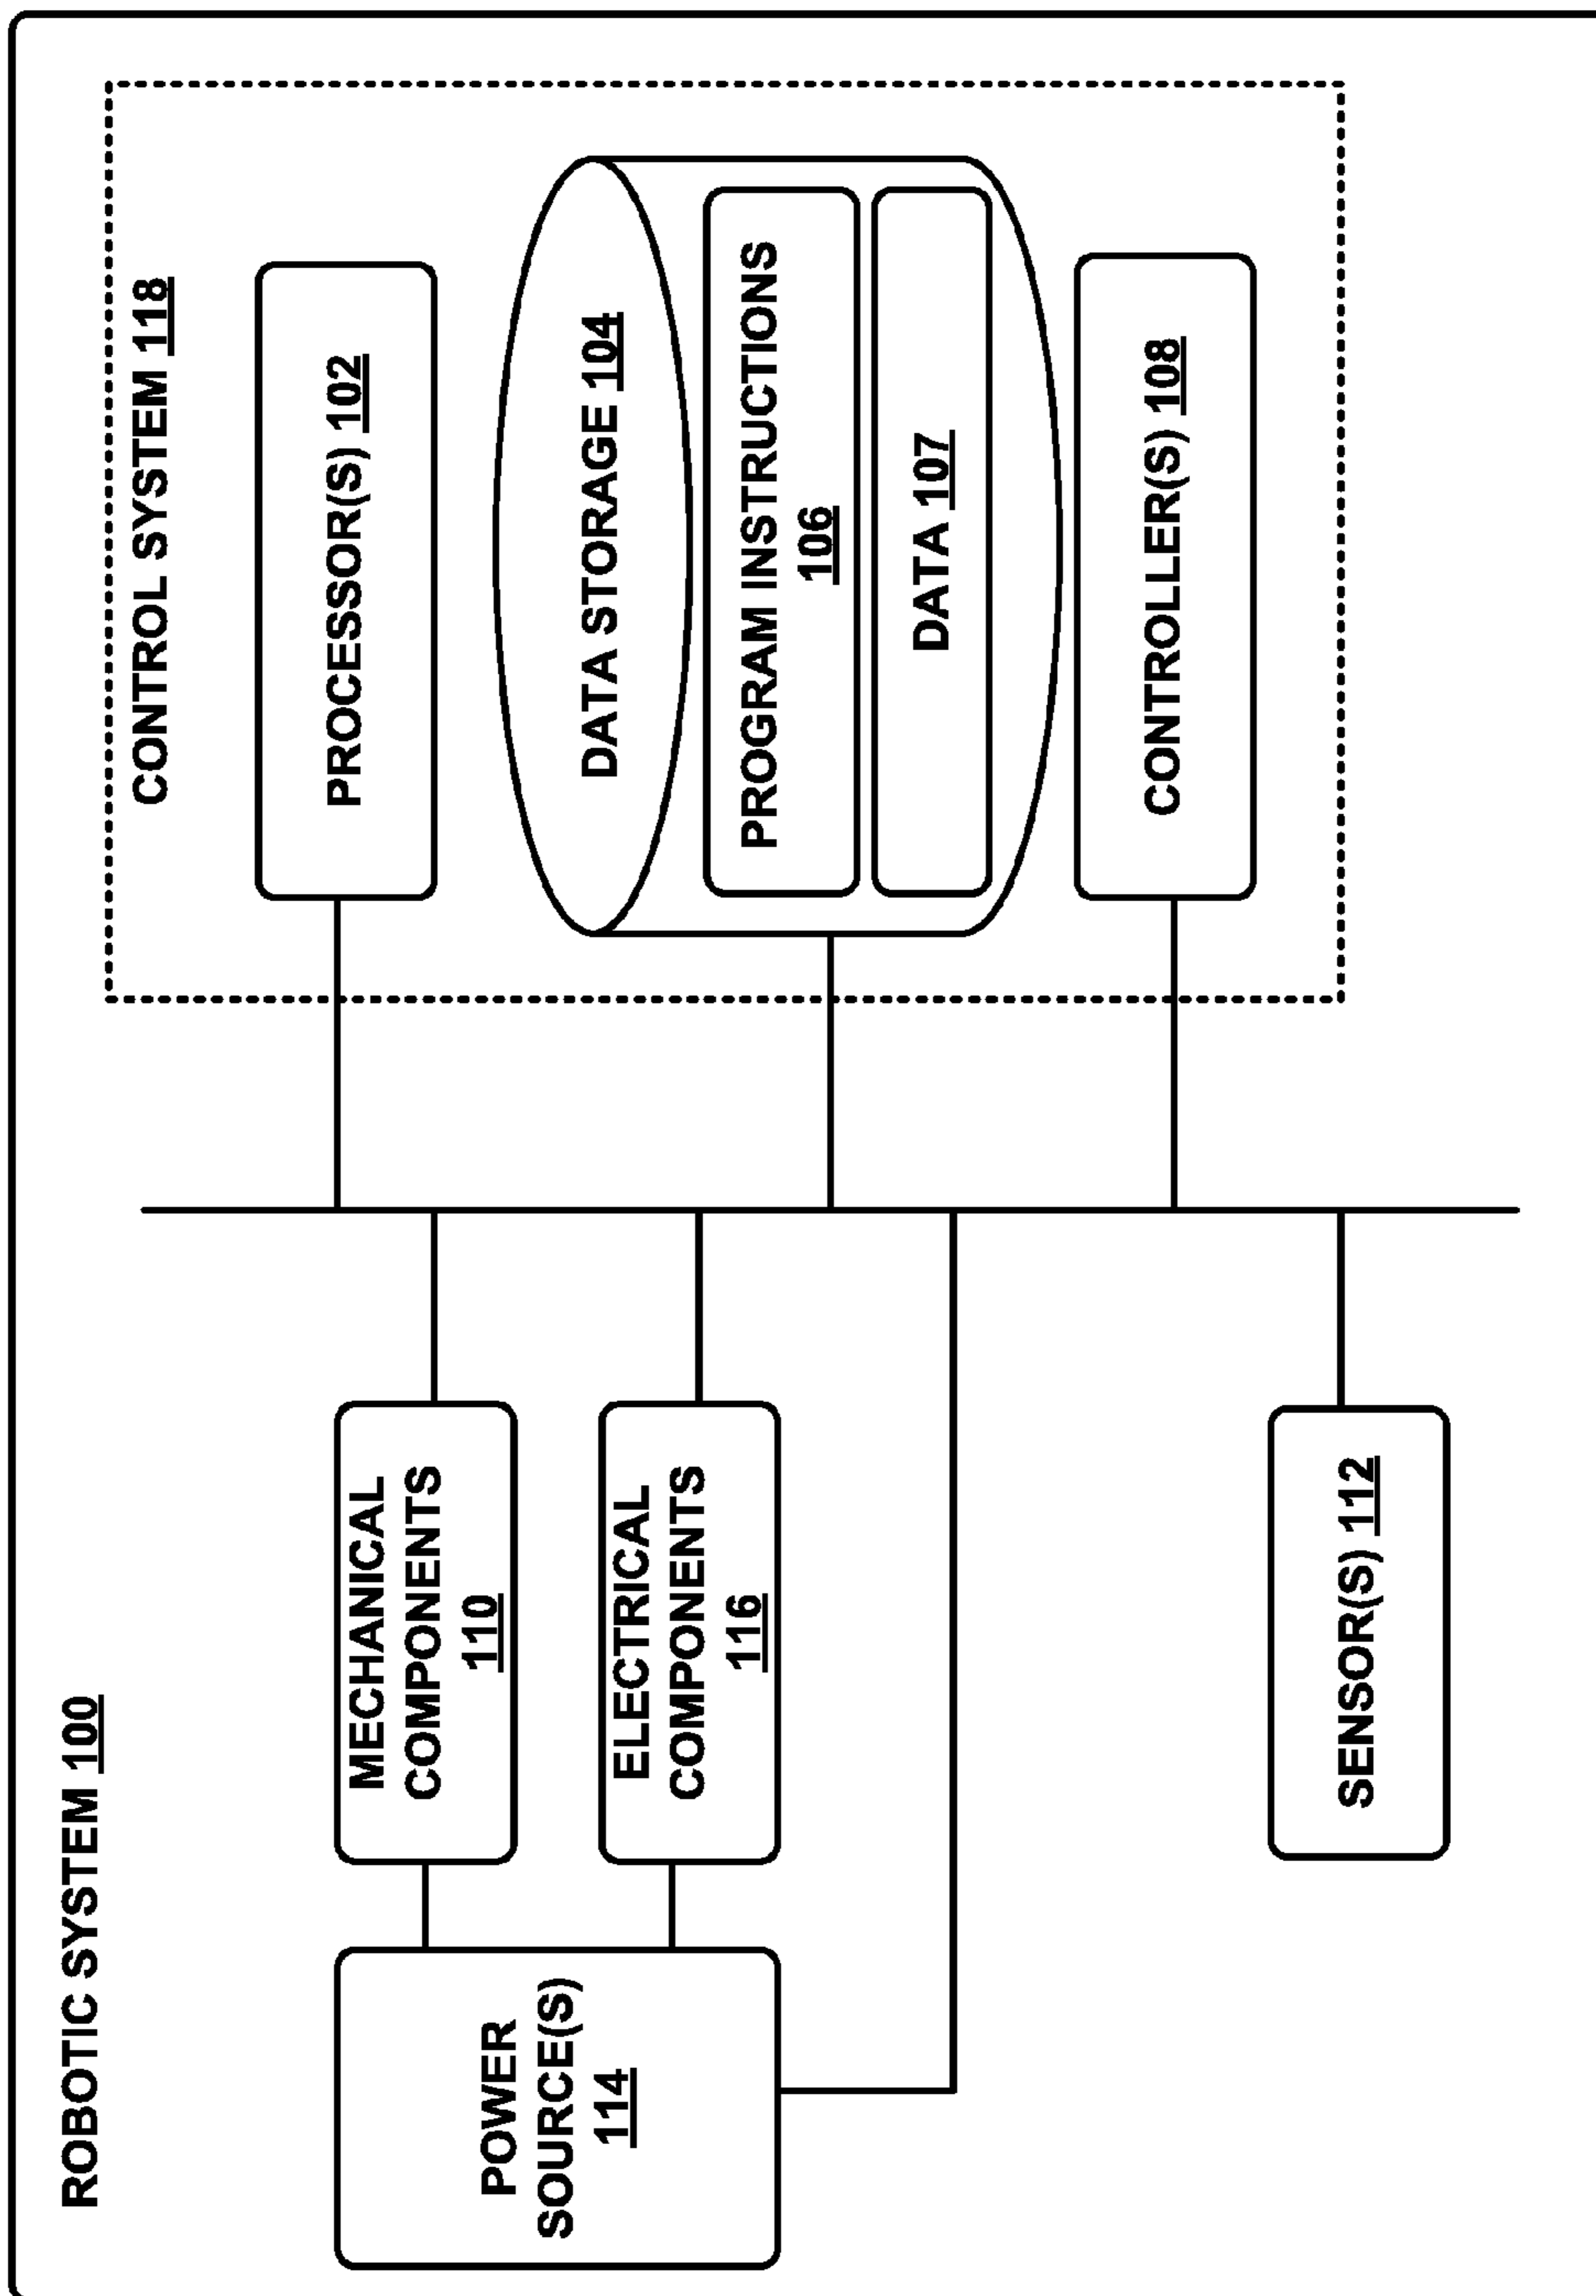 ROBOTIC SYSTEM 100
CONTROL SYSTEM 118
PROCESSOR(S) 102
DATA STORAGE 104
PROGRAM INSTRUCTIONS
106
DATA 107
CONTROLLER(S) 108
MECHANICAL
COMPONENTS
110
ELECTRICAL
COMPONENTS
116
POWER
SOURCE(S)
114
SENSOR(S) 112